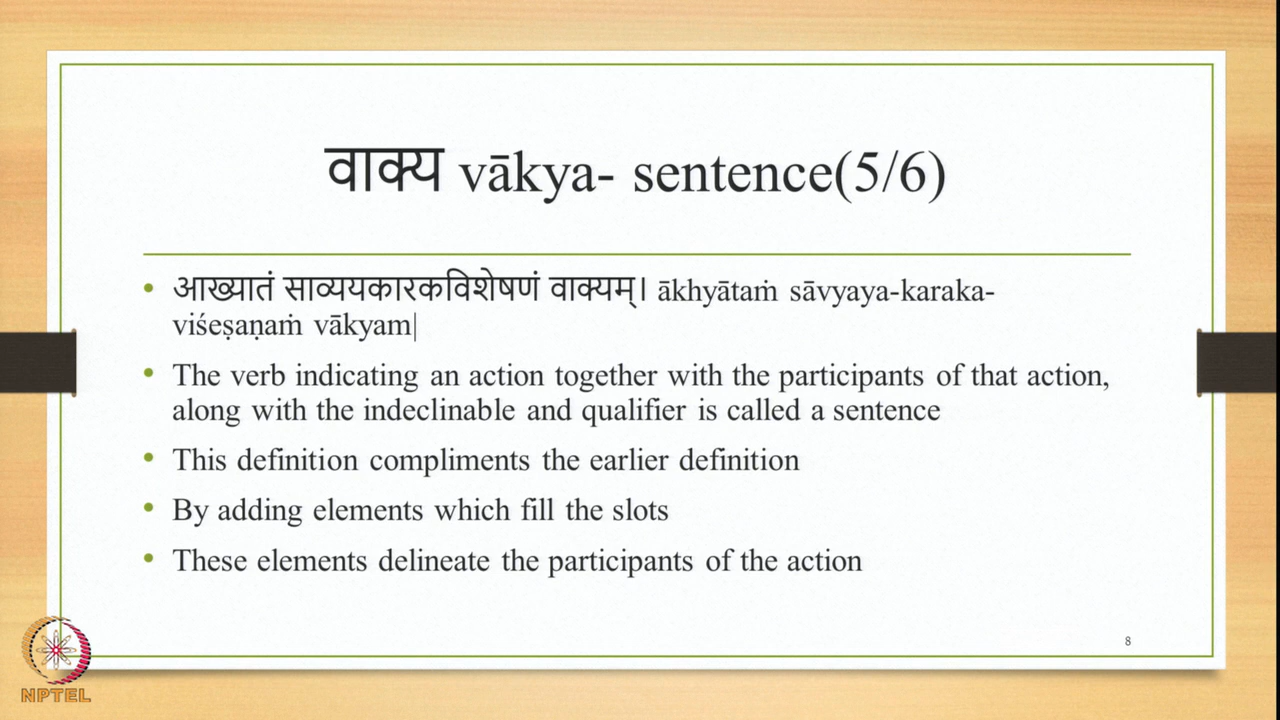 वाक्य vākya- sentence(5/6)
• आख्यातं साव्ययकारकविशेषणं वाक्यम्। ākhyātaṁ sāvyaya-karaka-
viśeṣaṇaṁ vākyam|
• The verb indicating an action together with the participants of that action,
along with the indeclinable and qualifier is called a sentence
• This definition compliments the earlier definition
• By adding elements which fill the slots
• These elements delineate the participants of the action
8
NPTEL